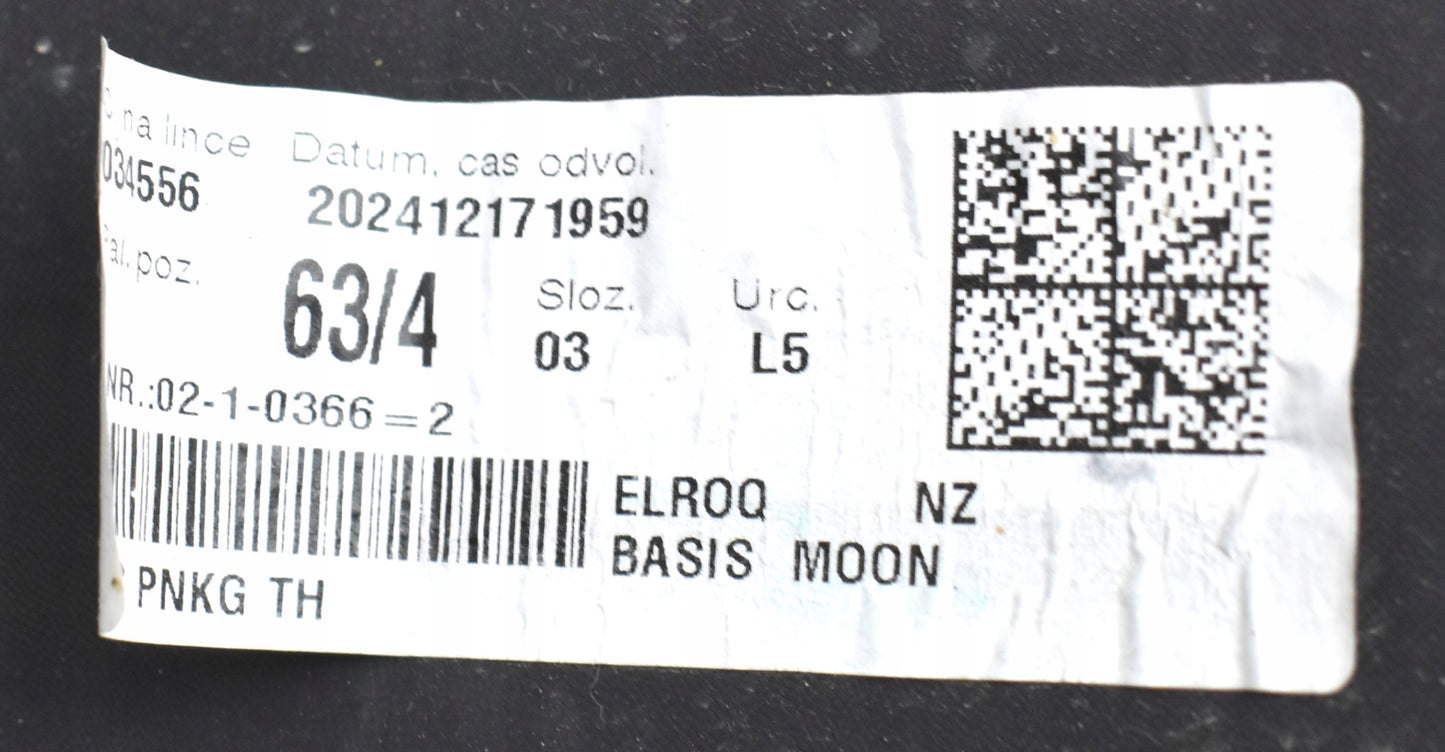 na lince Datum, cas odvol.
034556 202412171959
Pal. poz. 63/4 Sloz. Urc.
03 L5
NR.:02-1-0366=2
ELROQ NZ
BASIS MOON
PNKG TH